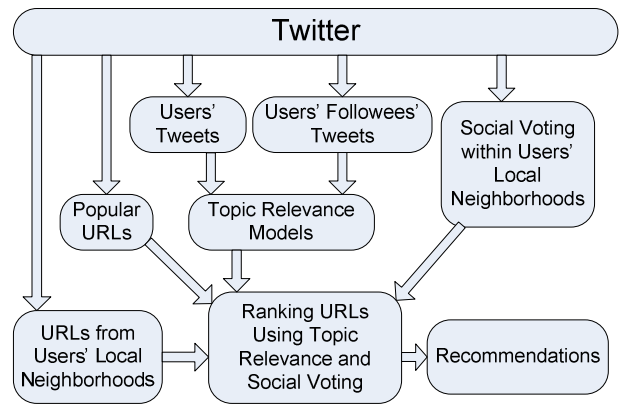 Twitter
Users'
Tweets
Users' Followees'
Tweets
Social Voting
within Users'
Local
Neighborhoods
Popular
URLs
Topic Relevance
Models
URLs from
Users' Local
Neighborhoods
Ranking URLs
Using Topic
Relevance and
Social Voting
Recommendations